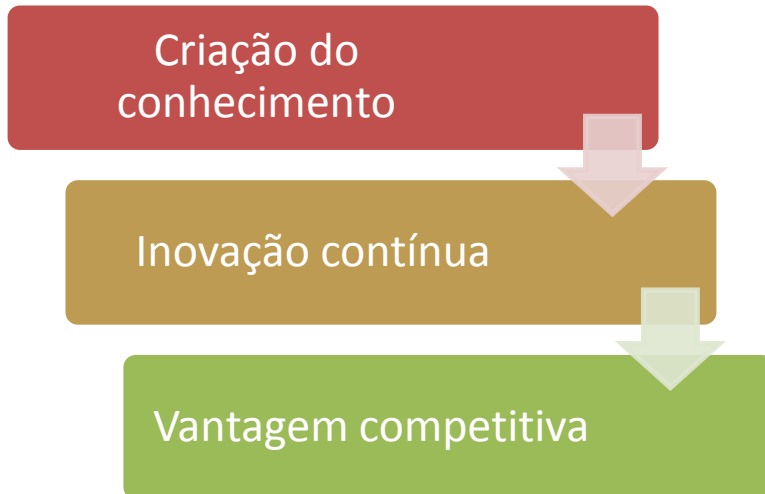 Criação do
conhecimento
Inovação contínua
Vantagem competitiva